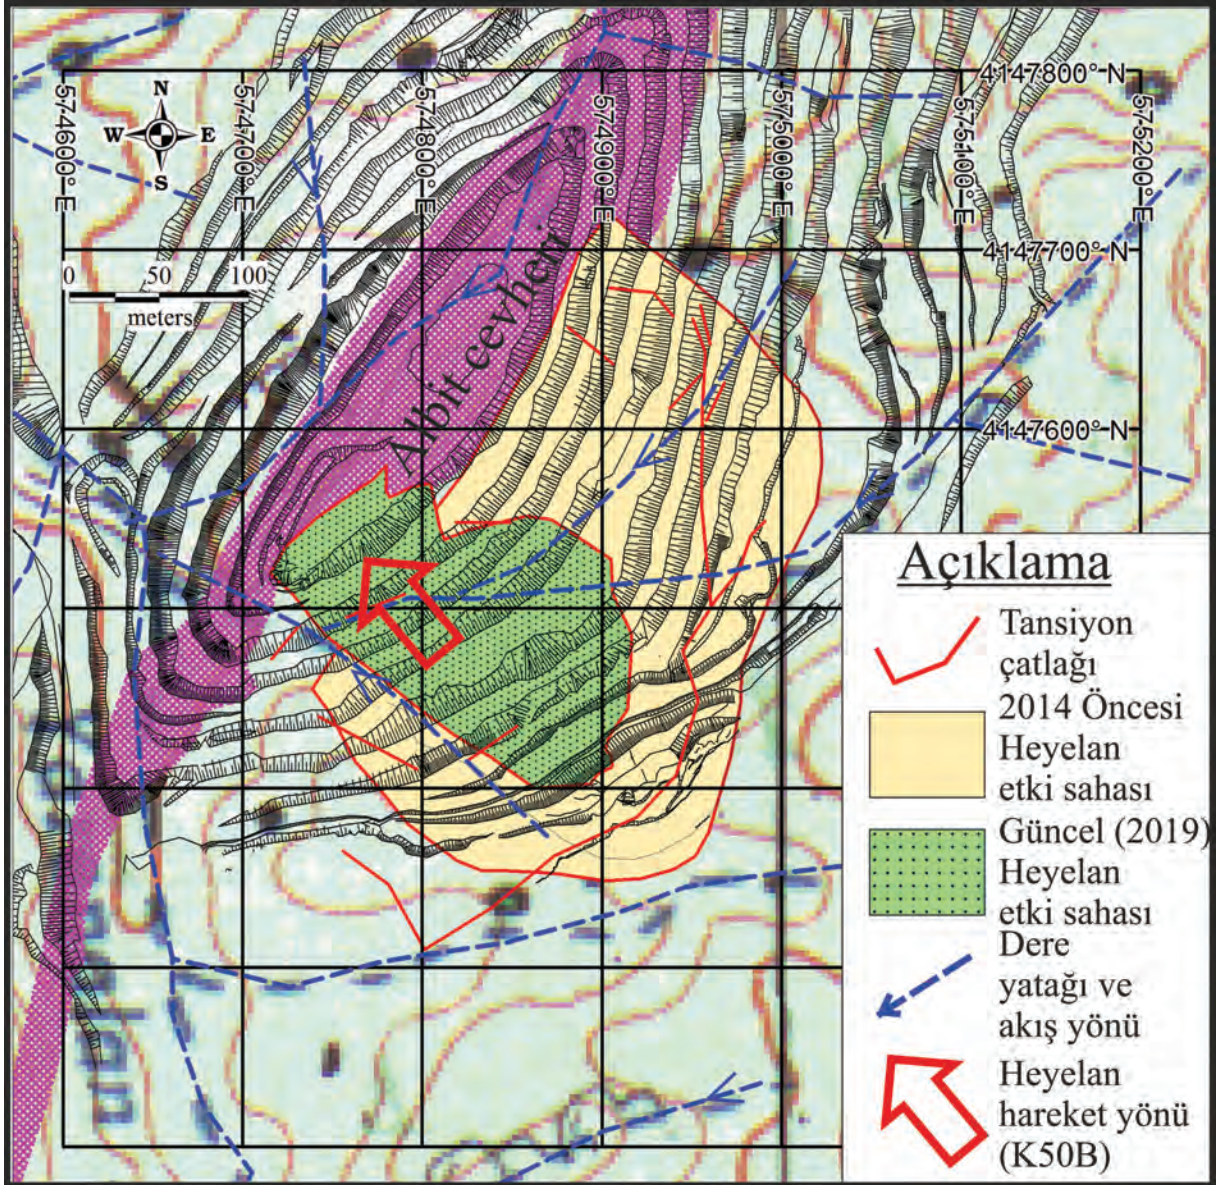 4147800° N
574600° E
574700° E
574800° E
574900° E
575000° E
575100° E
575200° E
N
W E
S
4147700° N
0 50 100
meters
Albit cevheri
4147600° N
Açıklama
Tansiyon
çatlağı
2014 Öncesi
Heyelan
etki sahası
Güncel (2019)
Heyelan
etki sahası
Dere
yatağı ve
akış yönü
Heyelan
hareket yönü
(K50B)